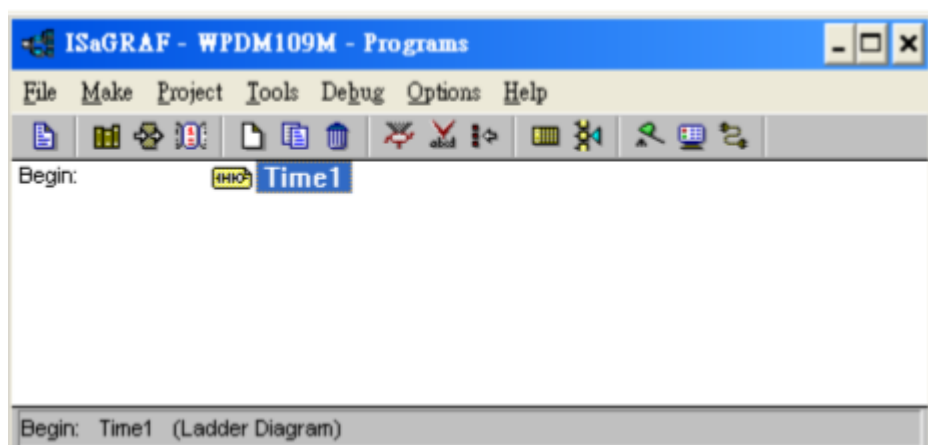 ISaGRAF - WPDM109M - Programs
File Make Project Tools Debug Options Help
Begin: Time1
Begin: Time1 (Ladder Diagram)